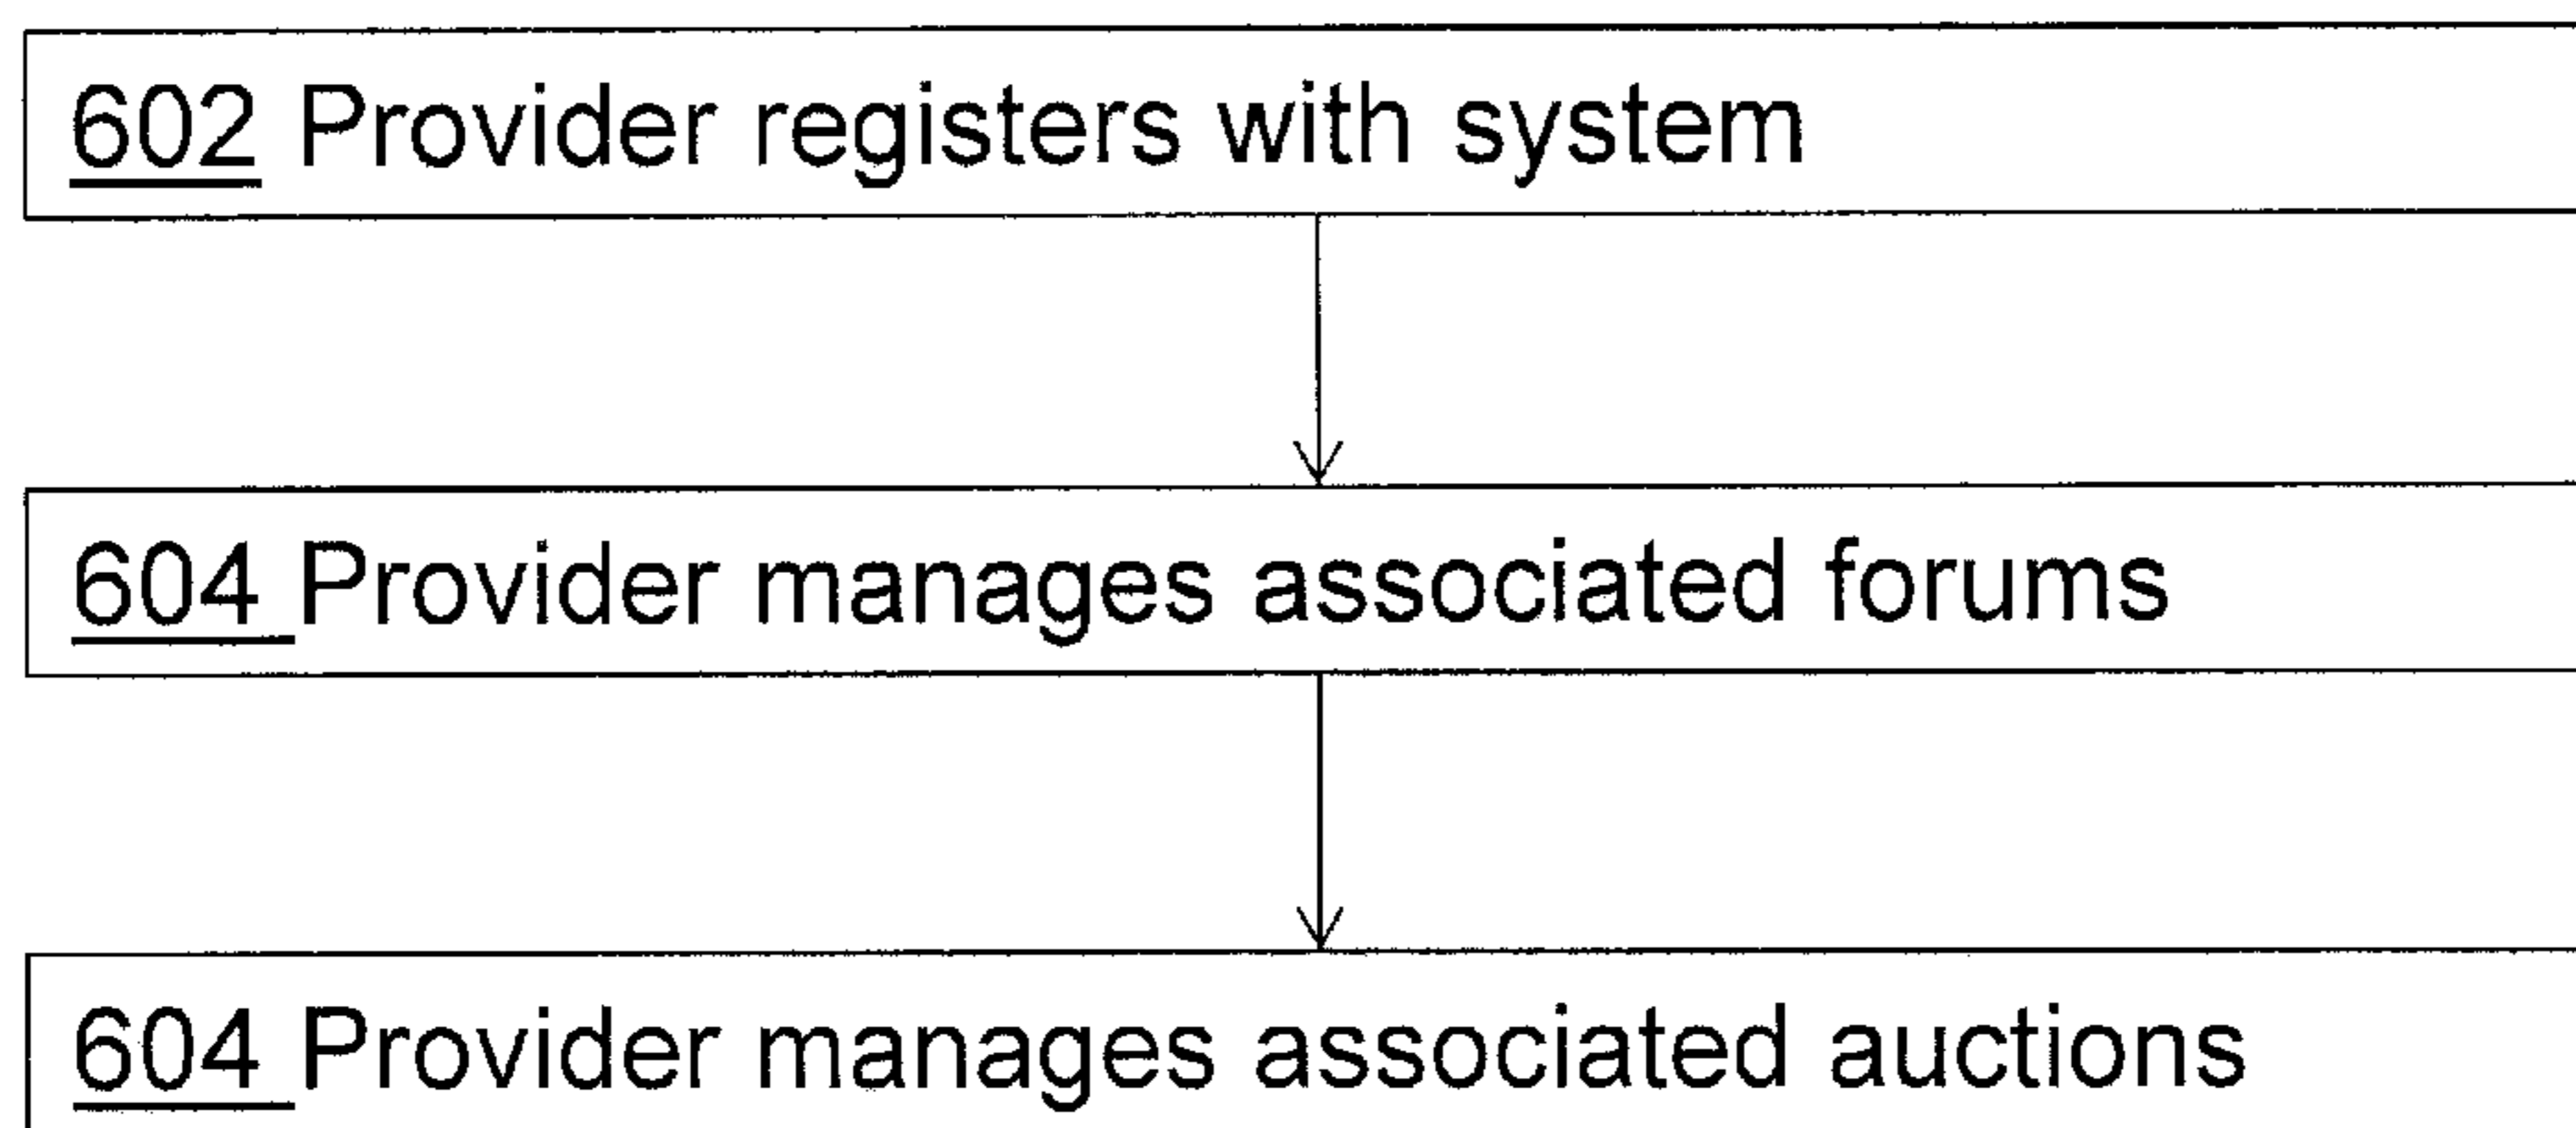 602 Provider registers with system
604 Provider manages associated forums
604 Provider manages associated auctions